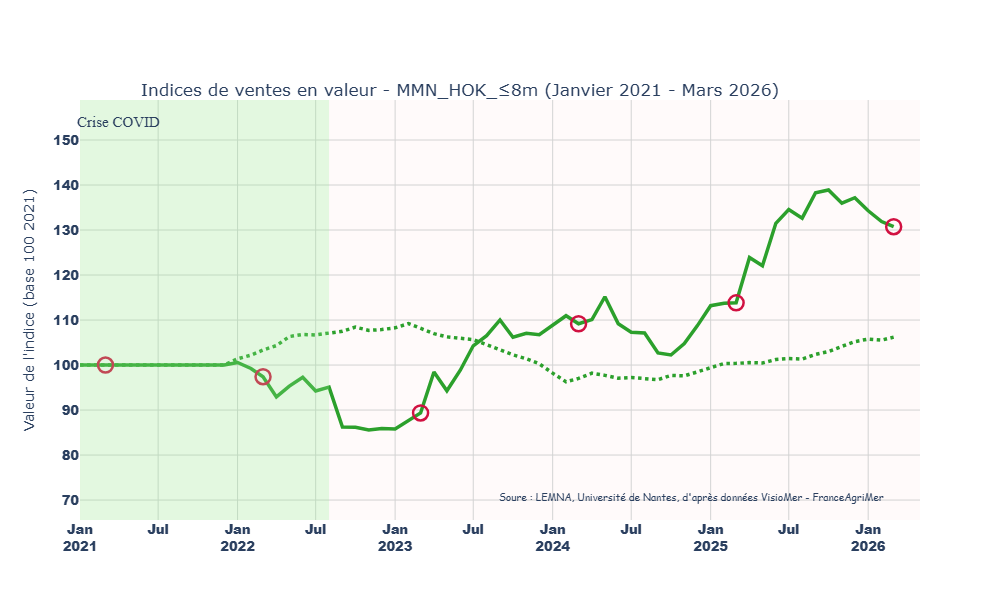 Indices de ventes en valeur - MMN_HOK_≤8m (Janvier 2021 - Mars 2026)
Crise COVID
Valeur de l'indice (base 100 2021)
150
140
130
120
110
100
90
80
70
Soure : LEMNA, Université de Nantes, d'après données VisioMer - FranceAgriMer
Jan Jul Jan Jul Jan Jul Jan Jul Jan Jul Jan
2021 2022 2023 2024 2025 2026